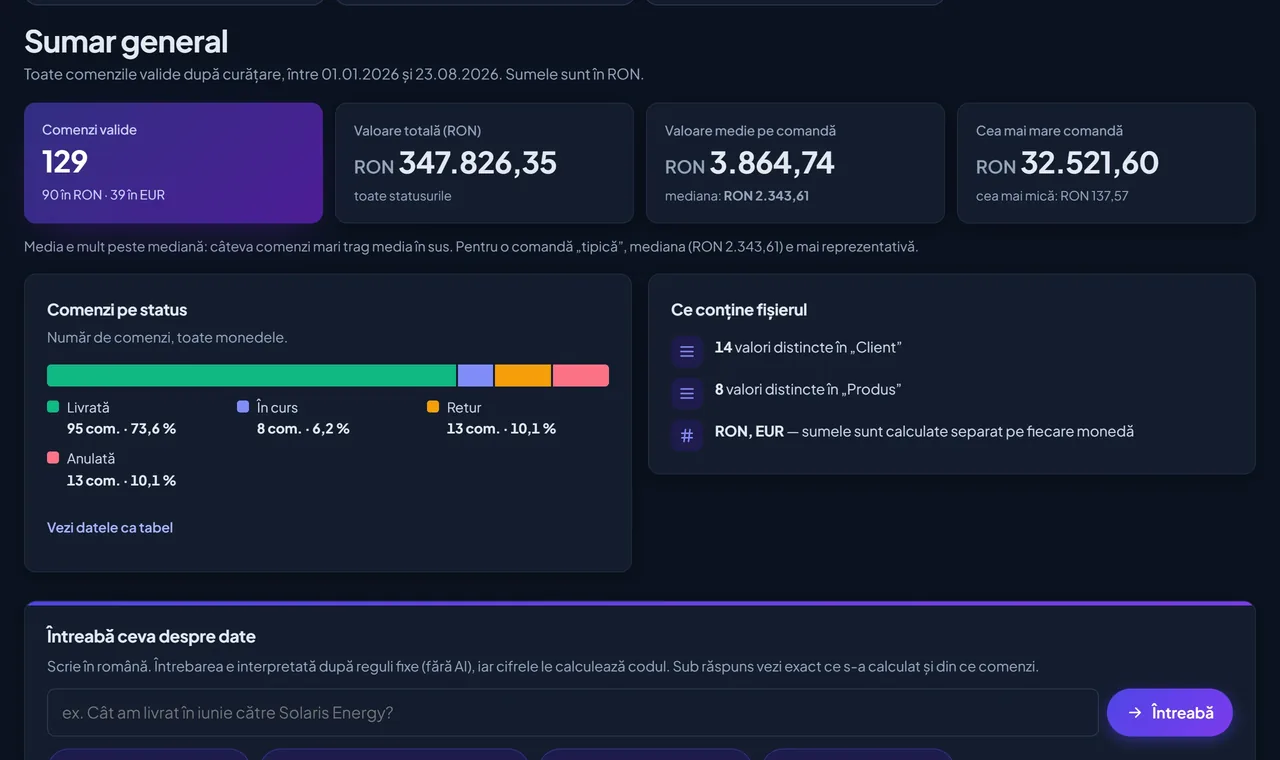 Sumar general
Toate comenzile valide după curățare, între 01.01.2026 și 23.08.2026. Sumele sunt în RON.
Comenzi valide
129
90 în RON · 39 în EUR
Valoare totală (RON)
RON 347.826,35
toate statusurile
Valoare medie pe comandă
RON 3.864,74
mediana: RON 2.343,61
Cea mai mare comandă
RON 32.521,60
cea mai mică: RON 137,57
Media e mult peste mediană: câteva comenzi mari trag media în sus. Pentru o comandă „tipică”, mediana (RON 2.343,61) e mai reprezentativă.
Comenzi pe status
Număr de comenzi, toate monedele.
Livrată
95 com. · 73,6 %
În curs
8 com. · 6,2 %
Retur
13 com. · 10,1 %
Anulată
13 com. · 10,1 %
Vezi datele ca tabel
Ce conține fișierul
14 valori distincte în „Client”
8 valori distincte în „Produs”
# RON, EUR — sumele sunt calculate separat pe fiecare monedă
Întreabă ceva despre date
Scrie în română. Întrebarea e interpretată după reguli fixe (fără AI), iar cifrele le calculează codul. Sub răspuns vezi exact ce s-a calculat și din ce comenzi.
ex. Cât am livrat în iunie către Solaris Energy?
→ Întreabă